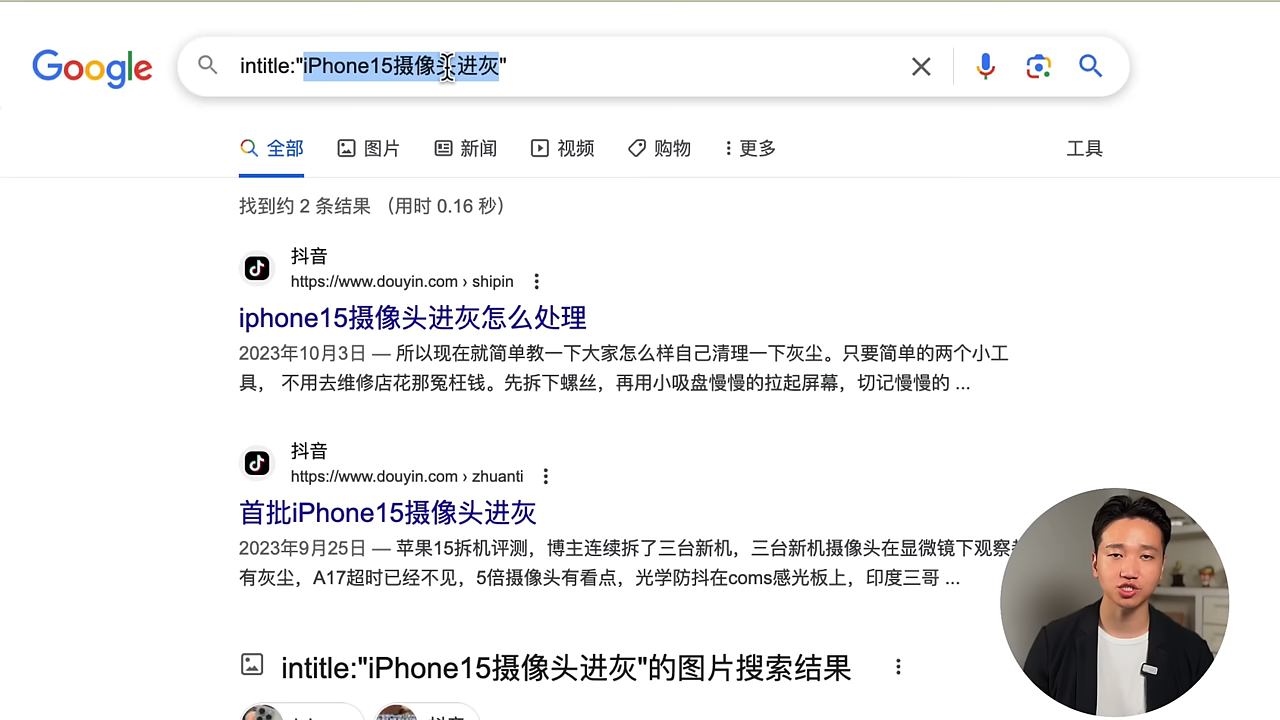 Google
intitle:"iPhone15摄像头进灰"
全部 图片 新闻 视频 购物 更多 工具
找到约 2 条结果 （用时 0.16 秒）
抖音
https://www.douyin.com › shipin
iphone15摄像头进灰怎么处理
2023年10月3日 — 所以现在就简单教一下大家怎么样自己清理一下灰尘。只要简单的两个小工
具， 不用去维修店花那冤枉钱。先拆下螺丝，再用小吸盘慢慢的拉起屏幕，切记慢慢的 ...
抖音
https://www.douyin.com › zhuanti
首批iPhone15摄像头进灰
2023年9月25日 — 苹果15拆机评测，博主连续拆了三台新机，三台新机摄像头在显微镜下观察
有灰尘，A17超时已经不见，5倍摄像头有看点，光学防抖在coms感光板上，印度三哥 ...
intitle:"iPhone15摄像头进灰"的图片搜索结果